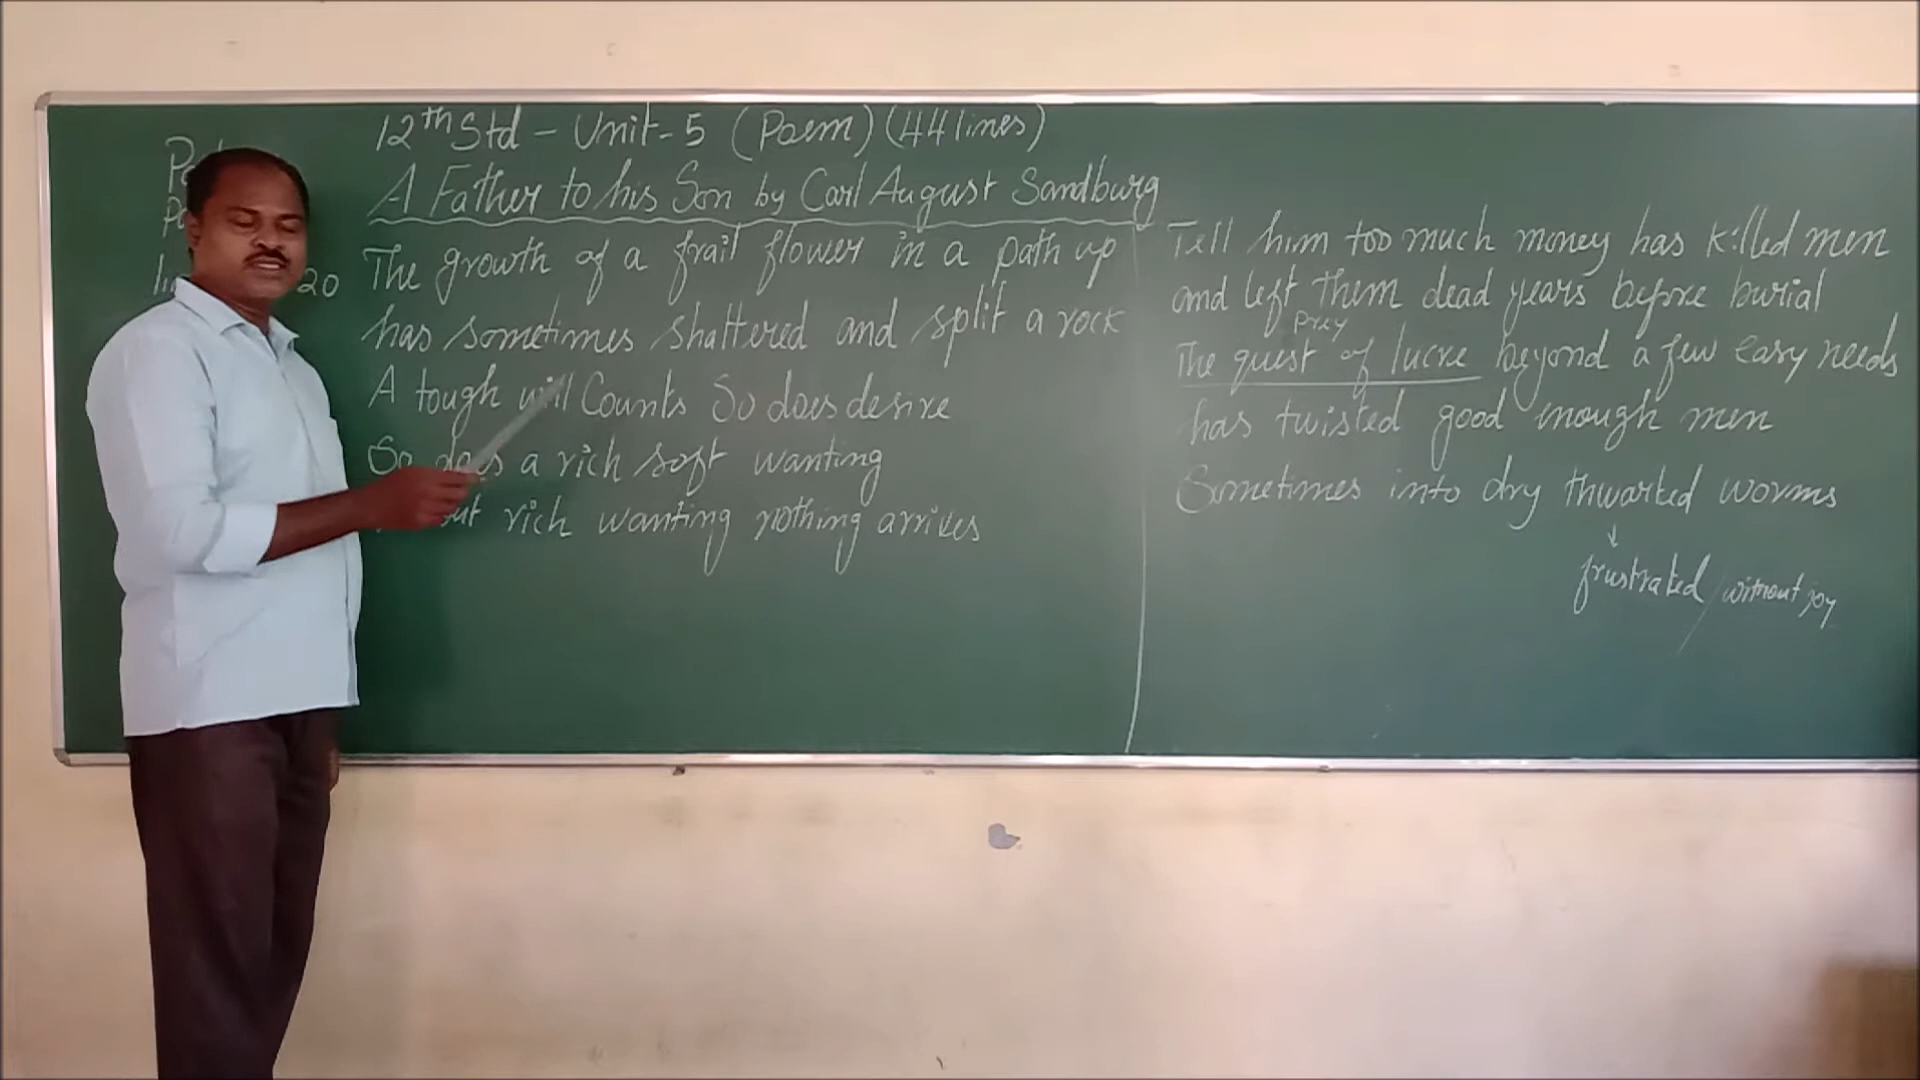 12th Std - Unit-5 (Poem) (44 lines)
A Father to his Son by Carl August Sandburg
20
The growth of a frail flower in a path up
has sometimes shattered and split a rock
A tough will Counts So does desire
So does a rich soft wanting
rich wanting nothing arrives
Tell him too much money has killed men
and left them dead years before burial
Prey
The quest of lucre beyond a few easy needs
has twisted good enough men
Sometimes into dry thwarted worms
↓
frustrated / without joy